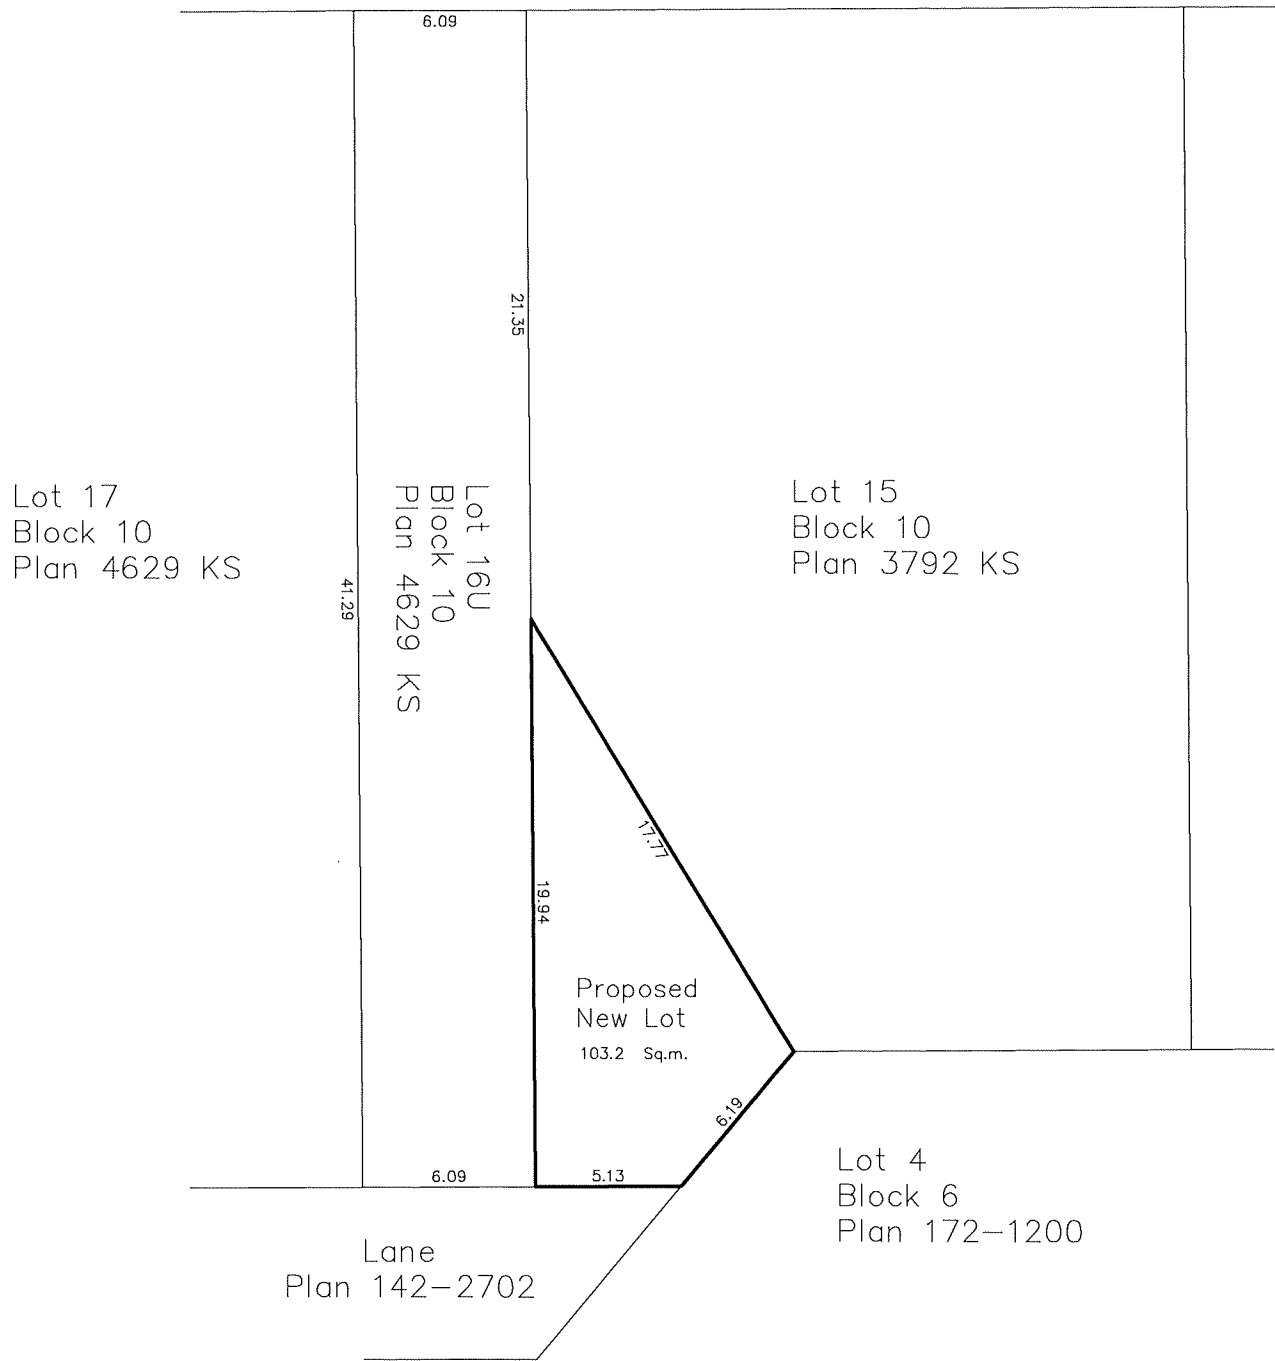 6.09
21.35
Lot 17
Block 10
Plan 4629 KS
41.29
Lot 16U
Block 10
Plan 4629 KS
Lot 15
Block 10
Plan 3792 KS
17.77
19.94
Proposed
New Lot
103.2 Sq.m.
6.19
6.09
5.13
Lot 4
Block 6
Plan 172-1200
Lane
Plan 142-2702